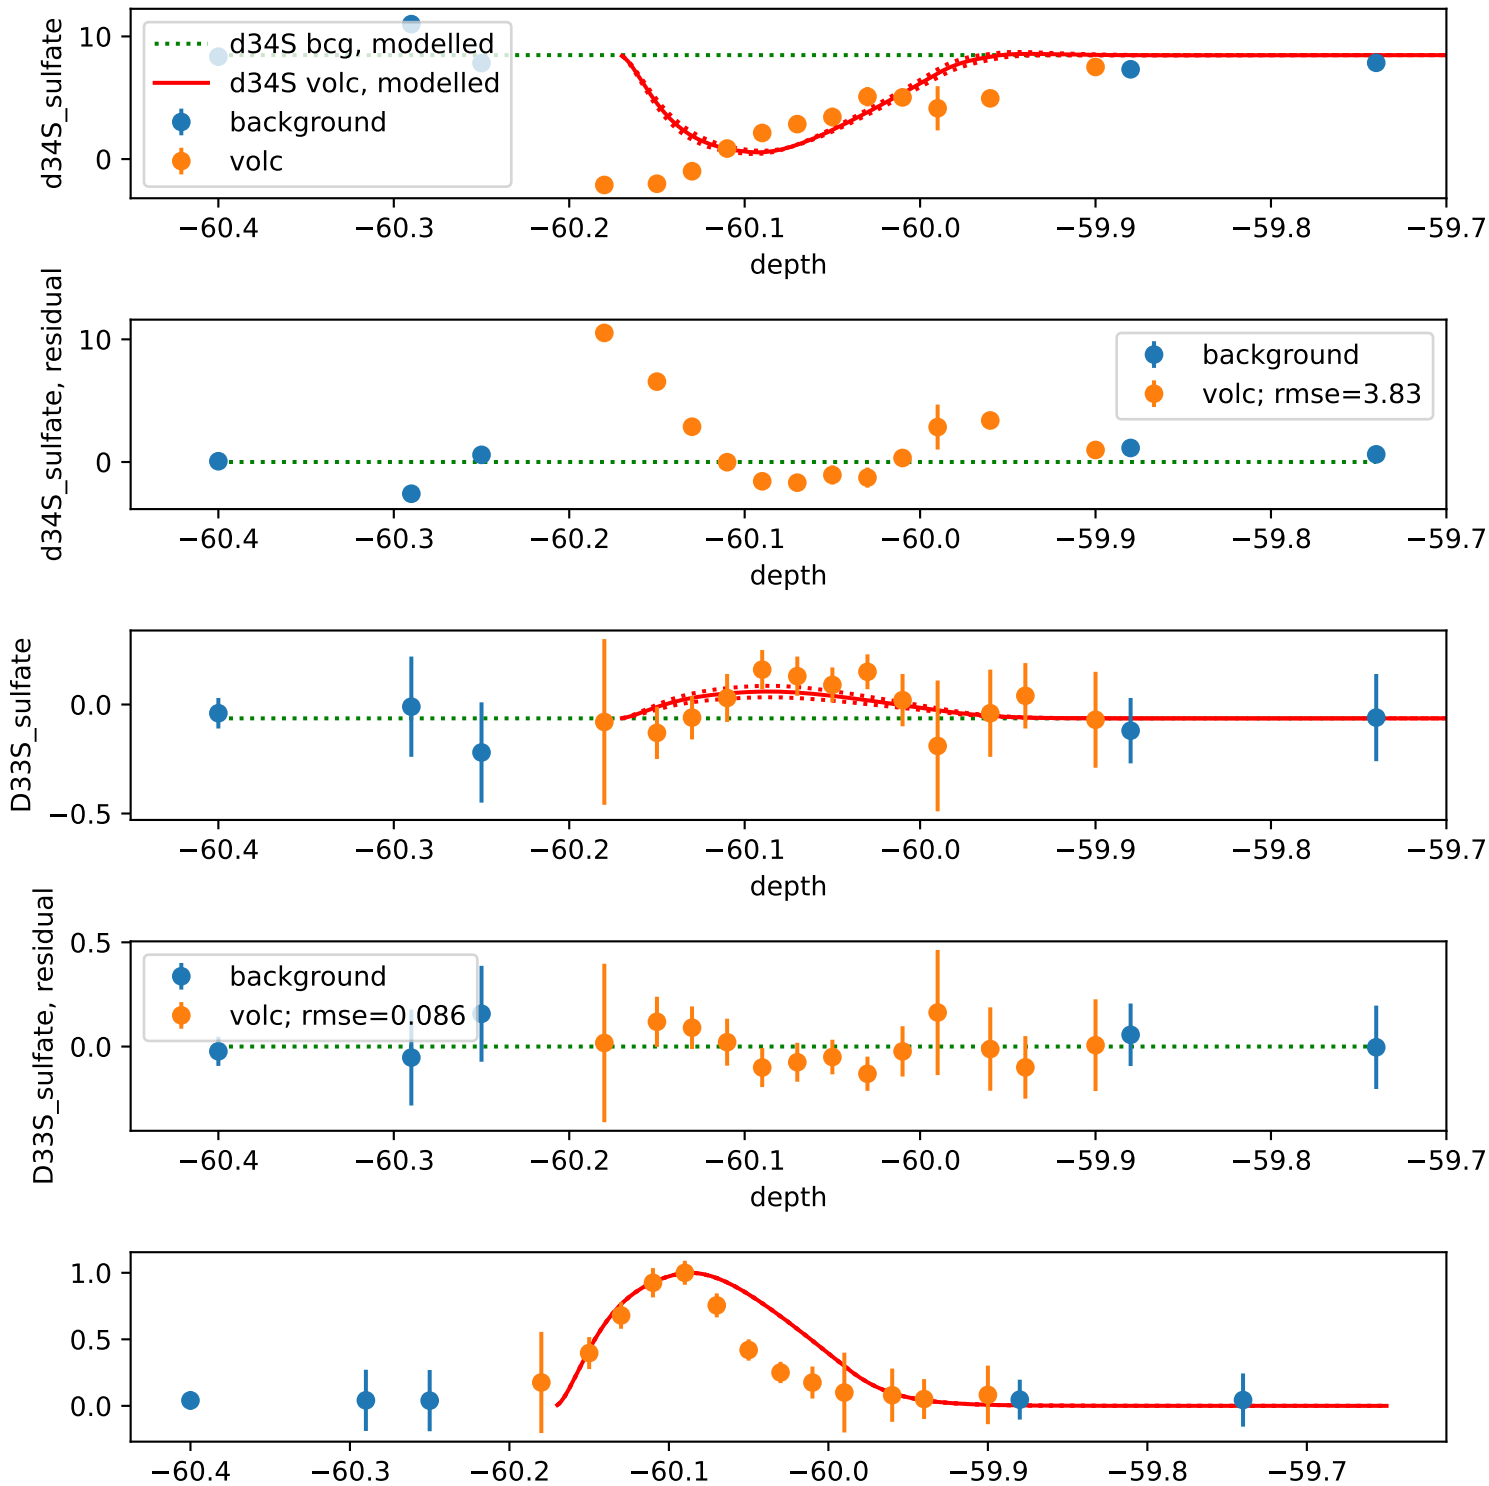 d34S_sulfate
10
0
d34S bcg, modelled
d34S volc, modelled
background
volc
−60.4 −60.3 −60.2 −60.1 −60.0 −59.9 −59.8 −59.7
depth
d34S_sulfate, residual
10
0
background
volc; rmse=3.83
−60.4 −60.3 −60.2 −60.1 −60.0 −59.9 −59.8 −59.7
depth
D33S_sulfate
0.0
−0.5
−60.4 −60.3 −60.2 −60.1 −60.0 −59.9 −59.8 −59.7
depth
D33S_sulfate, residual
0.5
0.0
background
volc; rmse=0.086
−60.4 −60.3 −60.2 −60.1 −60.0 −59.9 −59.8 −59.7
depth
1.0
0.5
0.0
−60.4 −60.3 −60.2 −60.1 −60.0 −59.9 −59.8 −59.7